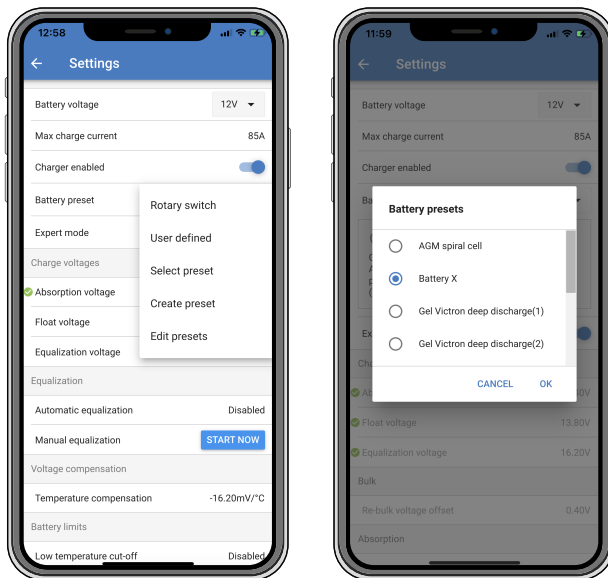 12:58
Settings
Battery voltage 12V
Max charge current 85A
Charger enabled
Battery preset
Expert mode
Rotary switch
User defined
Select preset
Create preset
Edit presets
Charge voltages
Absorption voltage
Float voltage
Equalization voltage
Equalization
Automatic equalization Disabled
Manual equalization START NOW
Voltage compensation
Temperature compensation -16.20mV/°C
Battery limits
Low temperature cut-off Disabled
11:59
Settings
Battery voltage 12V
Max charge current 85A
Charger enabled
Battery presets
AGM spiral cell
Battery X
Gel Victron deep discharge(1)
Gel Victron deep discharge(2)
CANCEL OK
Float voltage 13.80V
Equalization voltage 16.20V
Bulk
Re-bulk voltage offset 0.40V
Absorption